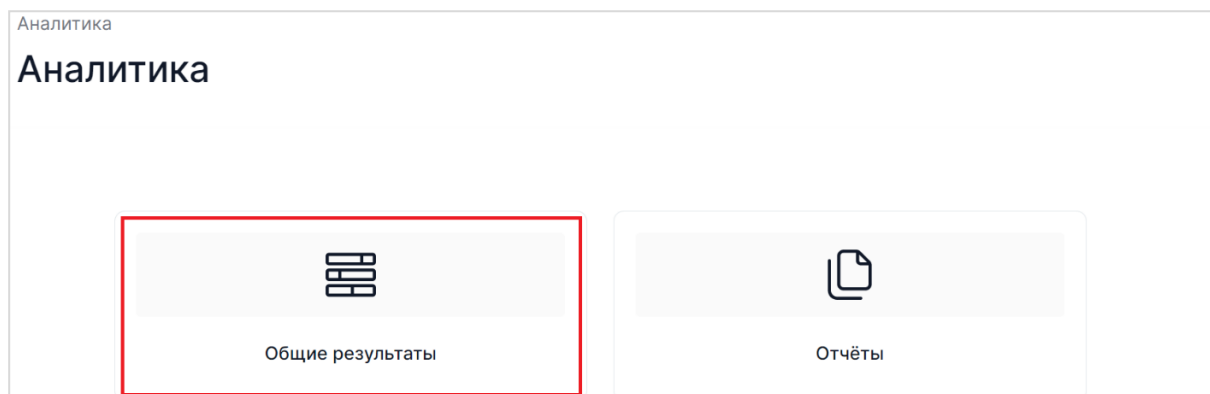 Аналитика
Аналитика
Общие результаты
Отчёты